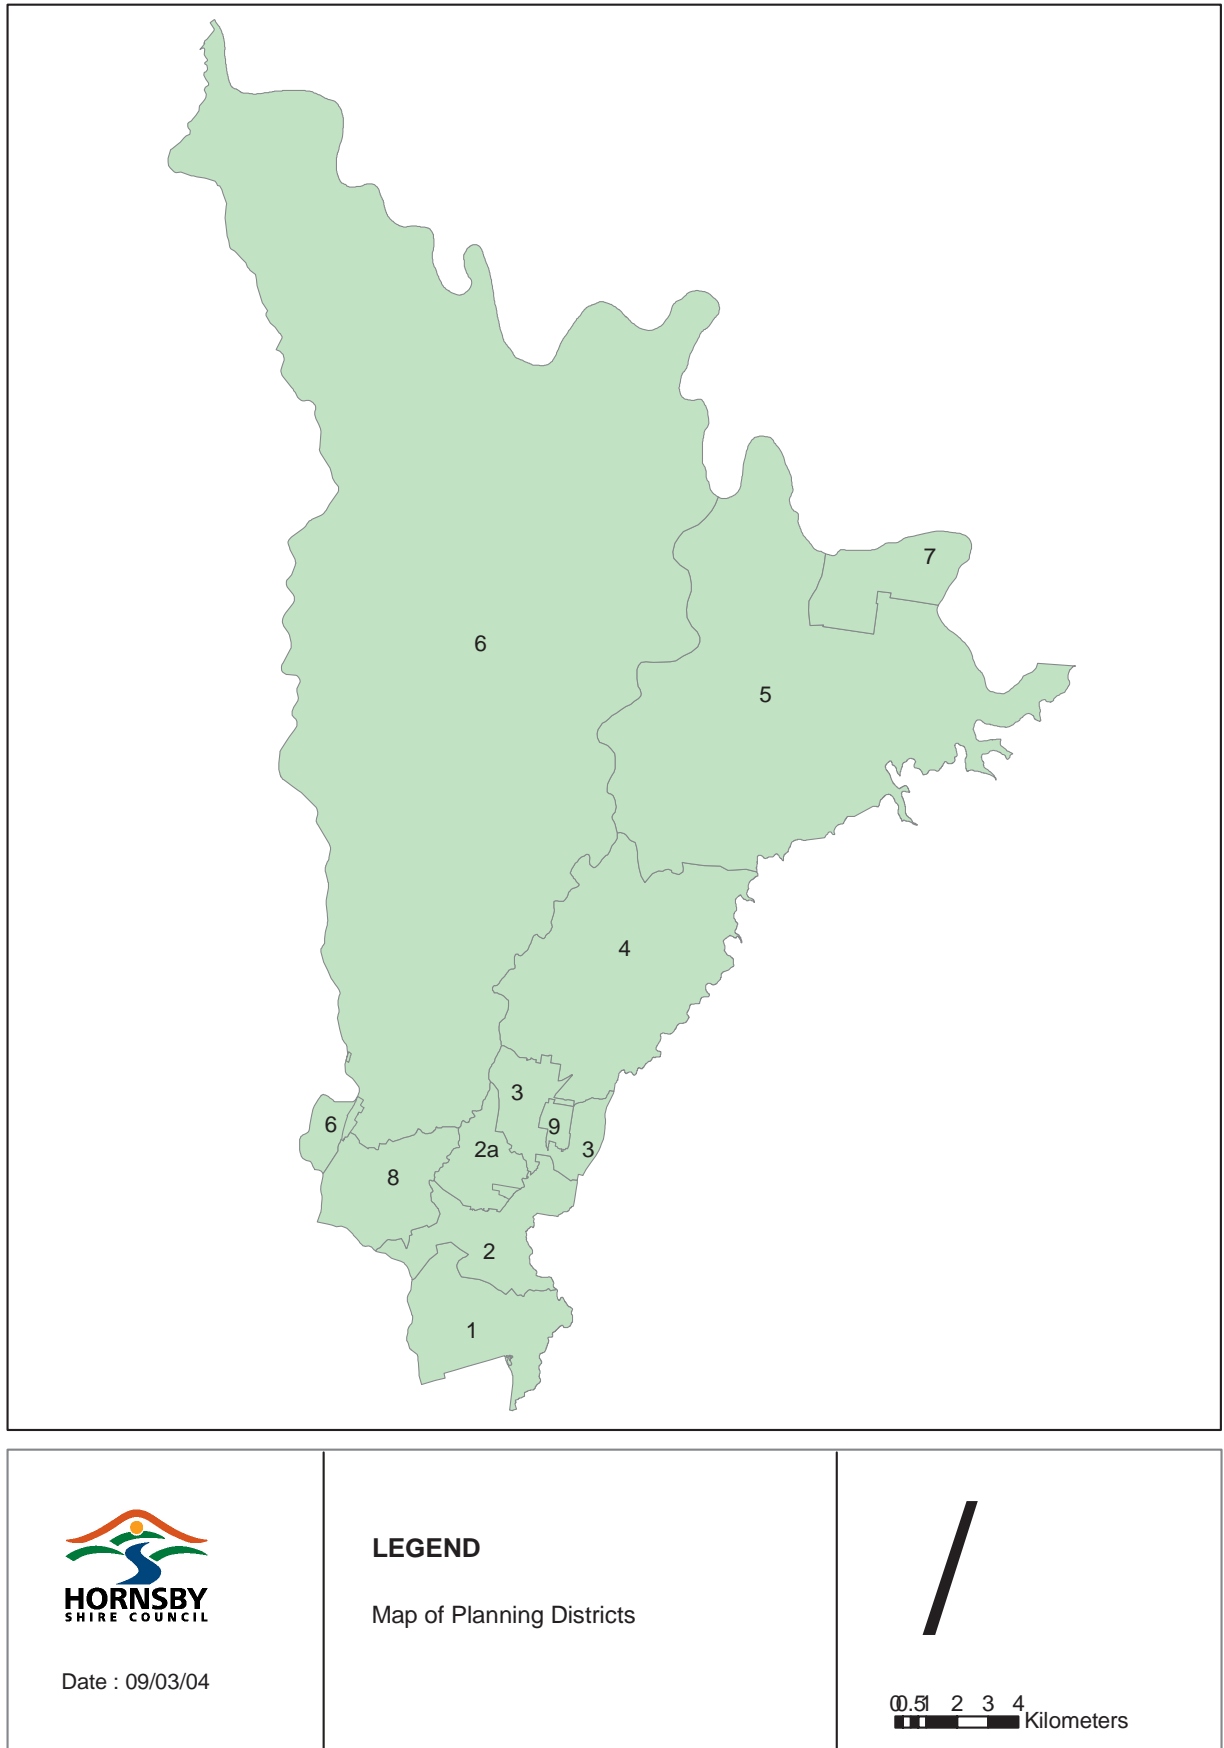 7
6
5
4
3
6
9
2a
3
8
2
1
HORNSBY
SHIRE COUNCIL
Date : 09/03/04
LEGEND
Map of Planning Districts
0 0.5 1 2 3 4
Kilometers